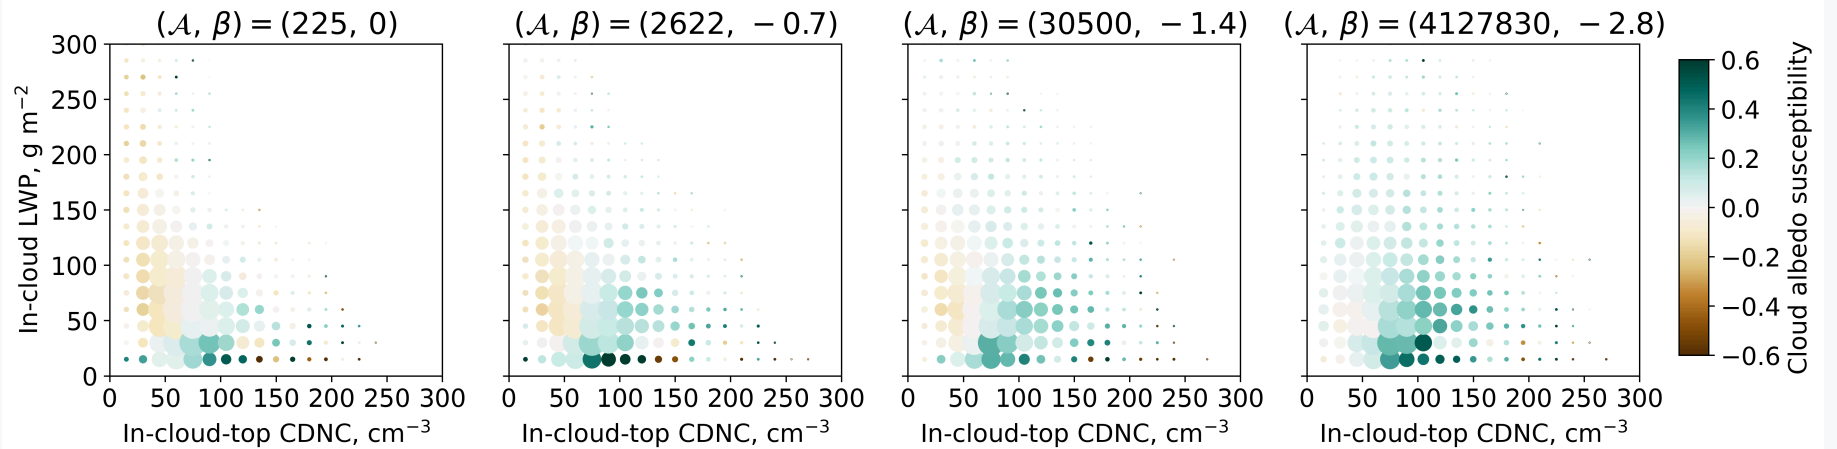 (𝒜, β) = (225, 0)
(𝒜, β) = (2622, −0.7)
(𝒜, β) = (30500, −1.4)
(𝒜, β) = (4127830, −2.8)
In-cloud LWP, g m⁻²
300
250
200
150
100
50
0
0 50 100 150 200 250 300
0 50 100 150 200 250 300
0 50 100 150 200 250 300
0 50 100 150 200 250 300
In-cloud-top CDNC, cm⁻³
In-cloud-top CDNC, cm⁻³
In-cloud-top CDNC, cm⁻³
In-cloud-top CDNC, cm⁻³
0.6
0.4
0.2
0.0
−0.2
−0.4
−0.6
Cloud albedo susceptibility